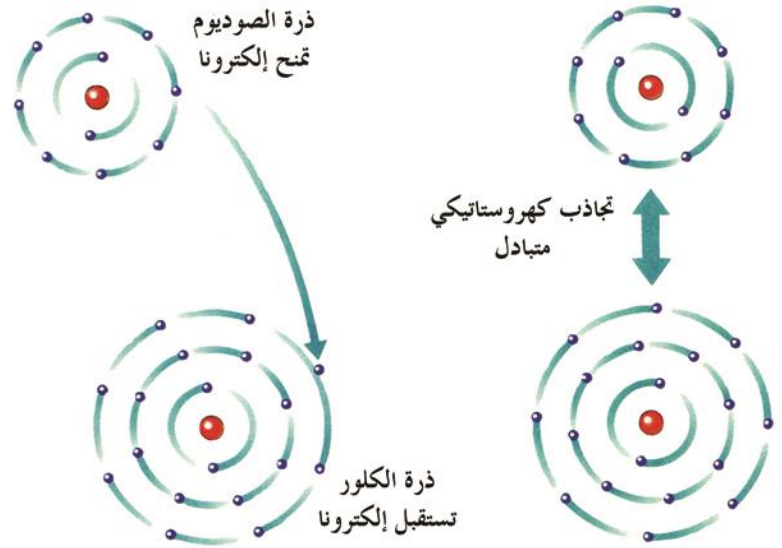 ذرة الصوديوم
تمنح إلكترونا
تجاذب كهروستاتيكي
متبادل
ذرة الكلور
تستقبل إلكترونا